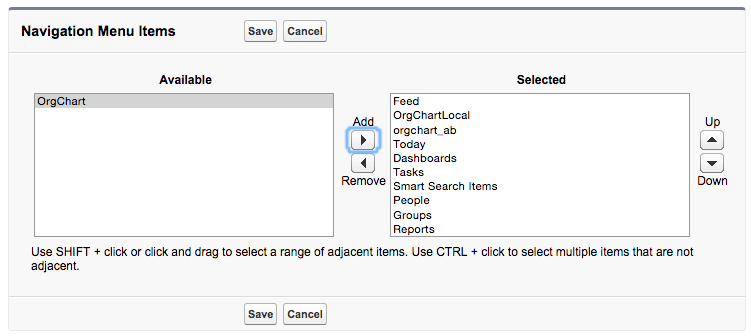 Navigation Menu Items
Save
Cancel
Available
Selected
OrgChart
Add
Remove
Feed
OrgChartLocal
orgchart_ab
Today
Dashboards
Tasks
Smart Search Items
People
Groups
Reports
Up
Down
Use SHIFT + click or click and drag to select a range of adjacent items. Use CTRL + click to select multiple items that are not
adjacent.
Save
Cancel